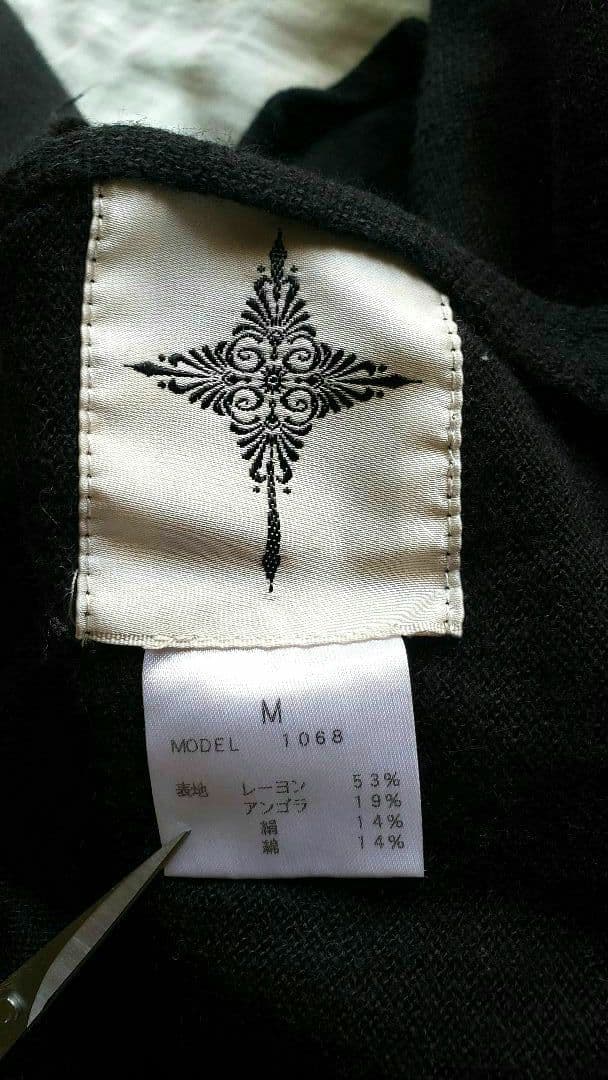 M
MODEL 1068
表地 レーヨン 53%
アンゴラ 19%
絹 14%
綿 14%